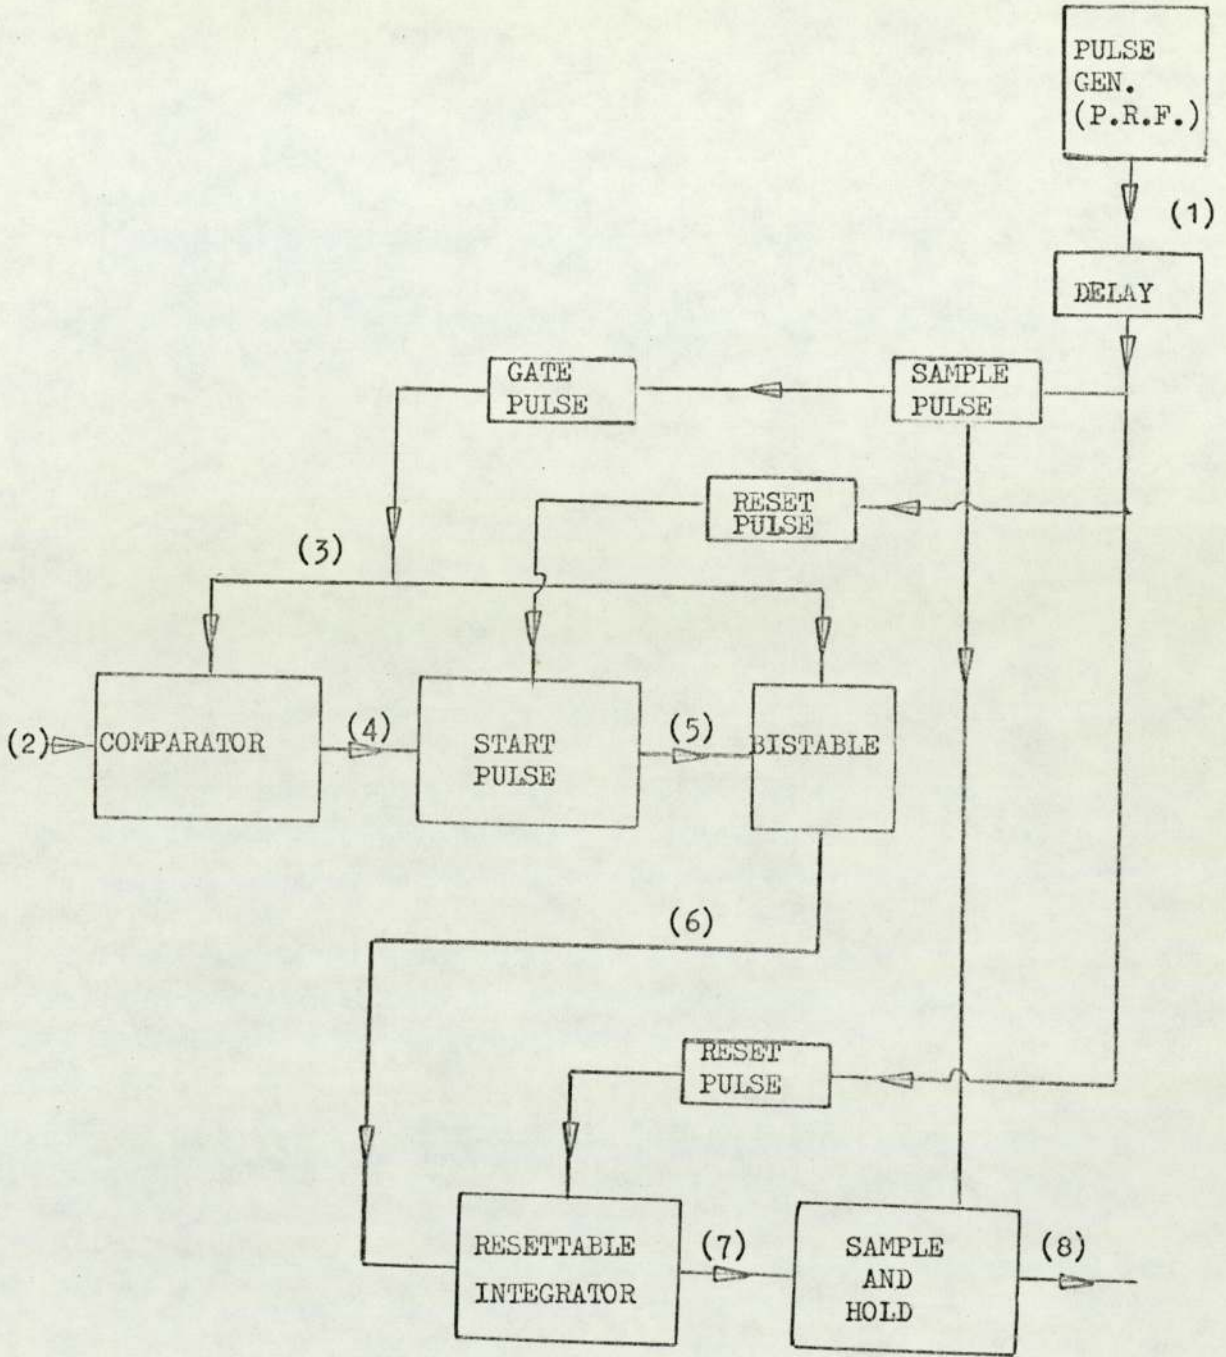 PULSE
GEN.
(P.R.F.)
(1)
DELAY
GATE
PULSE
SAMPLE
PULSE
RESET
PULSE
(3)
(2)
COMPARATOR
(4)
START
PULSE
(5)
BISTABLE
(6)
RESET
PULSE
RESETTABLE
INTEGRATOR
(7)
SAMPLE
AND
HOLD
(8)